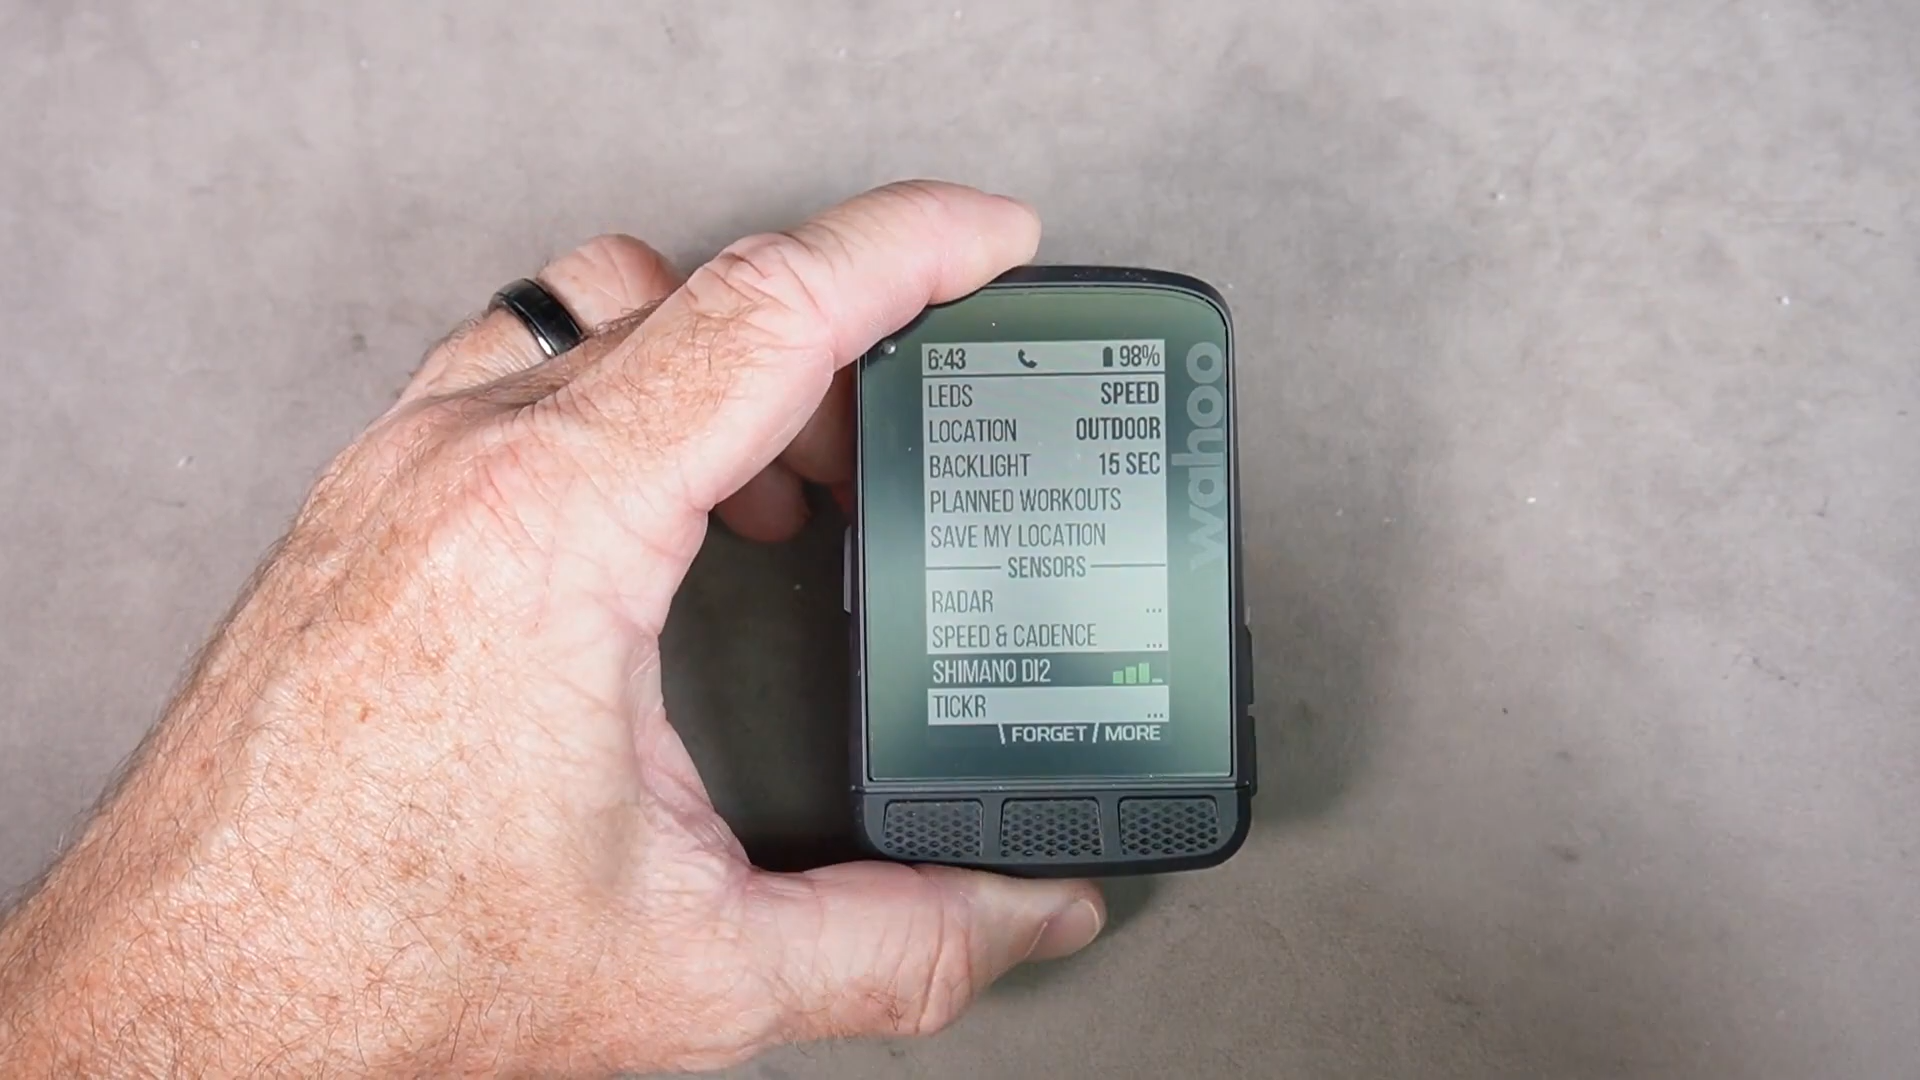 6:43 98%
LEDS SPEED
LOCATION OUTDOOR
BACKLIGHT 15 SEC
PLANNED WORKOUTS
SAVE MY LOCATION
SENSORS
RADAR ...
SPEED & CADENCE ...
SHIMANO DI2
TICKR ...
FORGET / MORE
wahoo